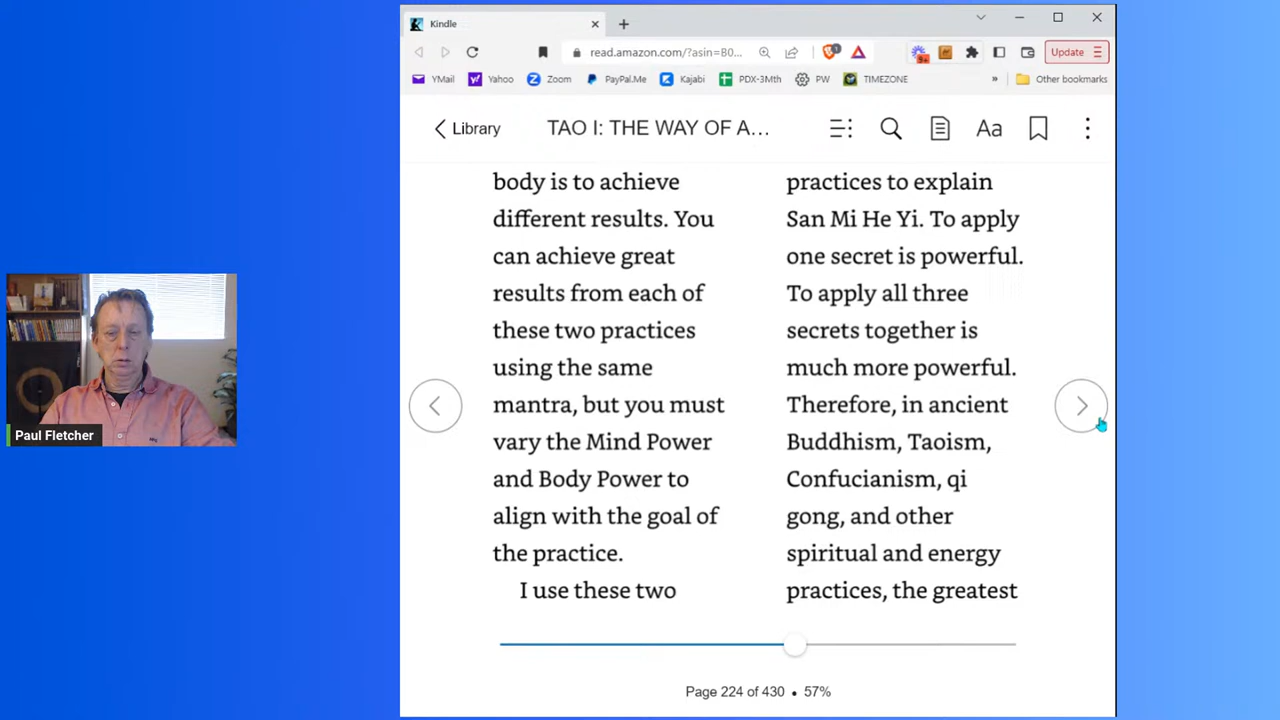 Kindle
read.amazon.com/?asin=B0...
Update
YMail
Yahoo
Zoom
PayPal.Me
Kajabi
PDX-3Mth
PW
TIMEZONE
»
Other bookmarks
Library
TAO I: THE WAY OF A...
Aa
body is to achieve
different results. You
can achieve great
results from each of
these two practices
using the same
mantra, but you must
vary the Mind Power
and Body Power to
align with the goal of
the practice.
I use these two
practices to explain
San Mi He Yi. To apply
one secret is powerful.
To apply all three
secrets together is
much more powerful.
Therefore, in ancient
Buddhism, Taoism,
Confucianism, qi
gong, and other
spiritual and energy
practices, the greatest
Page 224 of 430 • 57%
Paul Fletcher